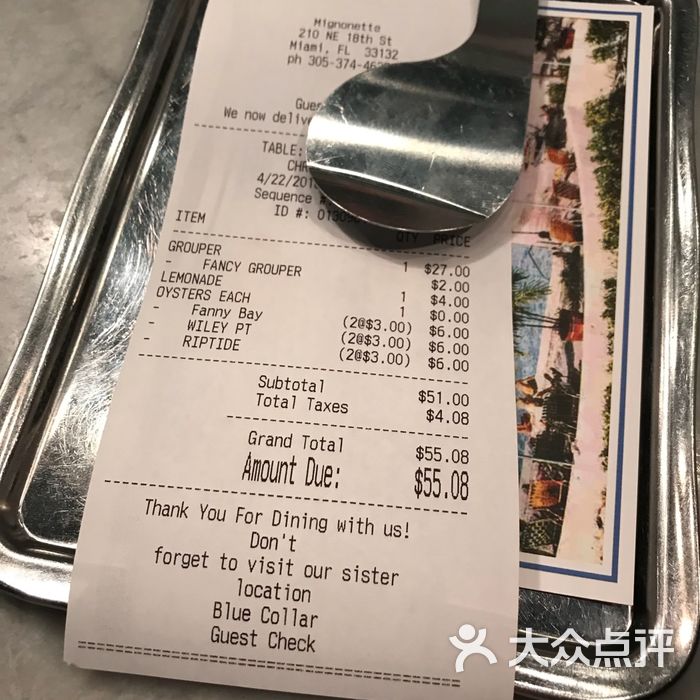 Mignonette
210 NE 18th St
Miami, FL 33132
ph
We now
TABLE:
Sequence
ID #:
ITEM QTY PRICE
GROUPER 1 $27.00
- FANCY GROUPER $2.00
LEMONADE 1 $4.00
OYSTERS EACH 1 $0.00
- Fanny Bay (2@$3.00) $6.00
- WILEY PT (2@$3.00) $6.00
- RIPTIDE (2@$3.00) $6.00
Subtotal $51.00
Total Taxes $4.08
Grand Total $55.08
Amount Due: $55.08
Thank You For Dining with us!
Don't
forget to visit our sister
location
Blue Collar
Guest Check
大众点评